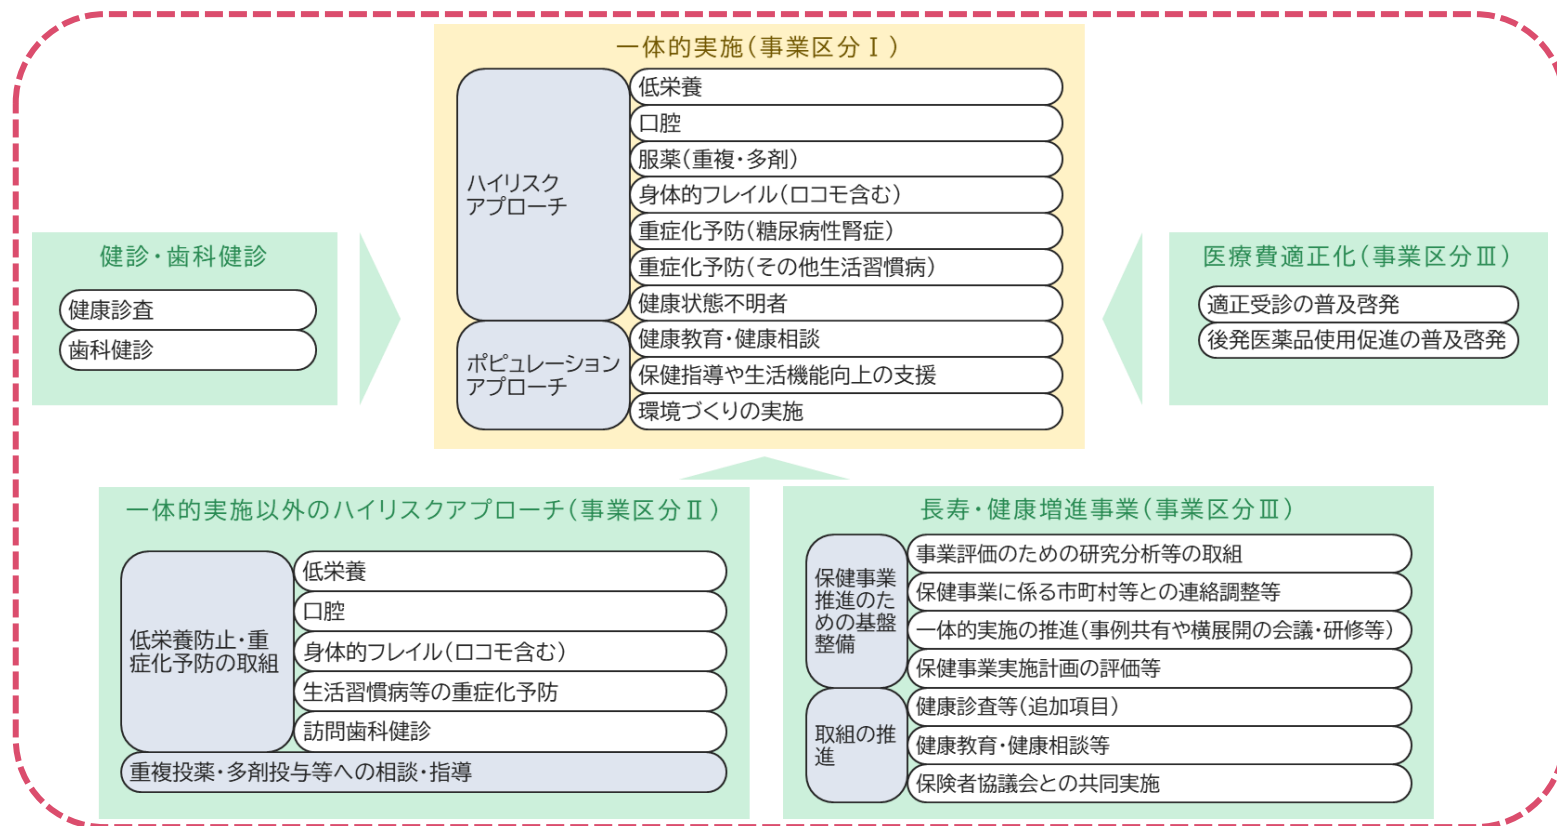 一体的実施(事業区分Ⅰ)
ハイリスク
アプローチ
低栄養
口腔
服薬(重複・多剤)
身体的フレイル(ロコモ含む)
重症化予防(糖尿病性腎症)
重症化予防(その他生活習慣病)
健康状態不明者
ポピュレーション
アプローチ
健康教育・健康相談
保健指導や生活機能向上の支援
環境づくりの実施
健診・歯科健診
健康診査
歯科健診
医療費適正化(事業区分Ⅲ)
適正受診の普及啓発
後発医薬品使用促進の普及啓発
一体的実施以外のハイリスクアプローチ(事業区分Ⅱ)
低栄養防止・重
症化予防の取組
低栄養
口腔
身体的フレイル(ロコモ含む)
生活習慣病等の重症化予防
訪問歯科健診
重複投薬・多剤投与等への相談・指導
長寿・健康増進事業(事業区分Ⅲ)
保健事業
推進のた
めの基盤
整備
事業評価のための研究分析等の取組
保健事業に係る市町村等との連絡調整等
一体的実施の推進(事例共有や横展開の会議・研修等)
保健事業実施計画の評価等
取組の推
進
健康診査等(追加項目)
健康教育・健康相談等
保険者協議会との共同実施